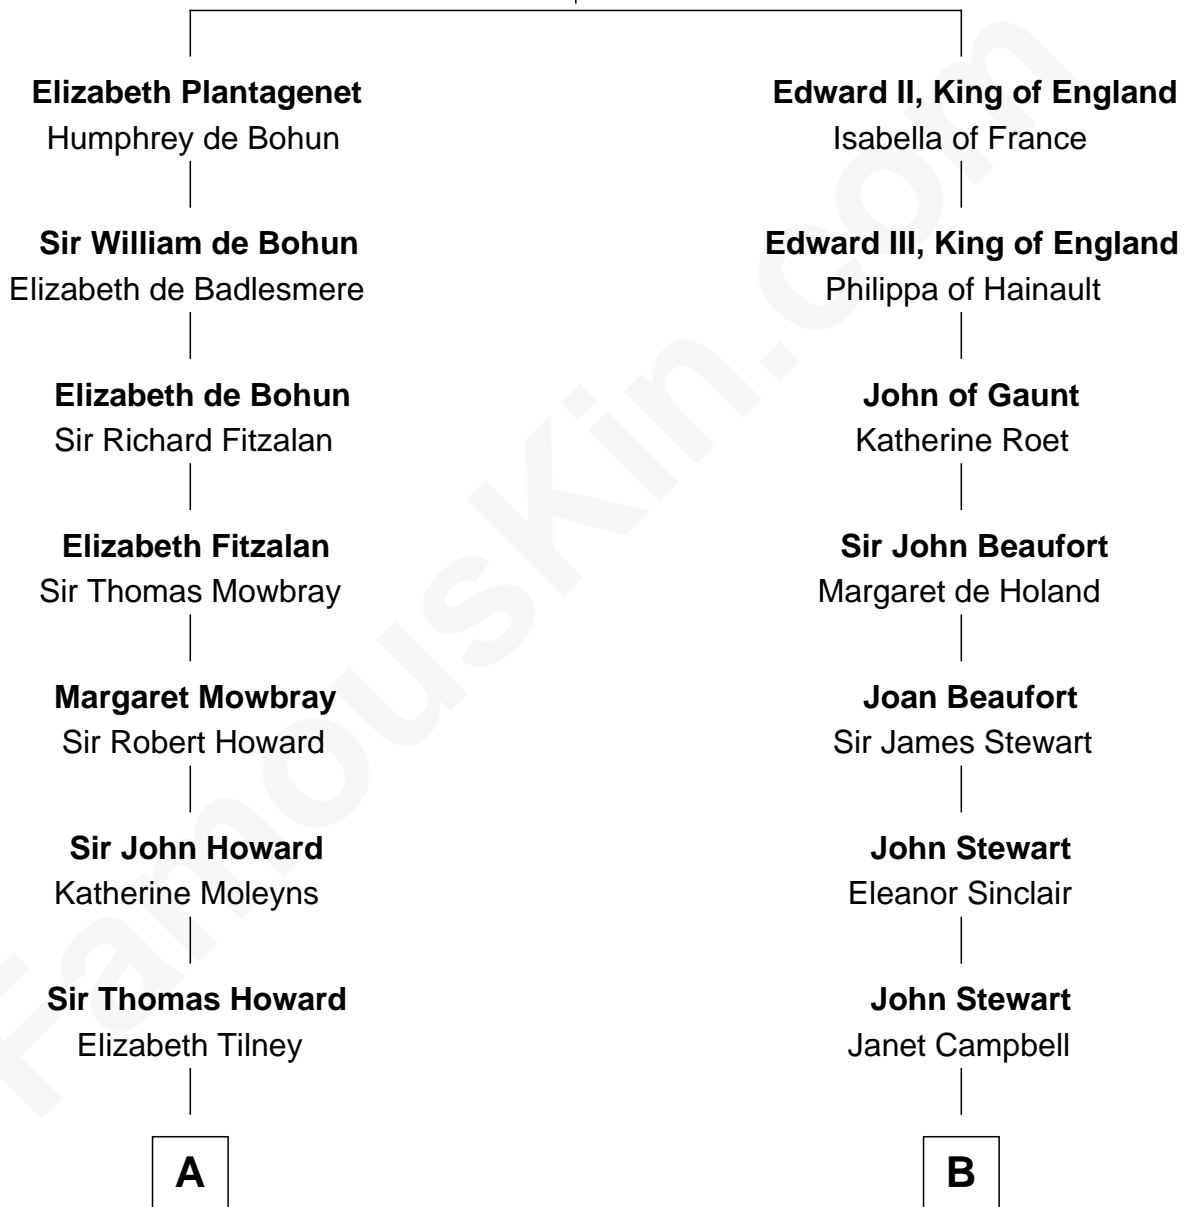 Elizabeth Plantagenet
Humphrey de Bohun
Edward II, King of England
Isabella of France
Sir William de Bohun
Elizabeth de Badlesmere
Edward III, King of England
Philippa of Hainault
Elizabeth de Bohun
Sir Richard Fitzalan
John of Gaunt
Katherine Roet
Elizabeth Fitzalan
Sir Thomas Mowbray
Sir John Beaufort
Margaret de Holand
Margaret Mowbray
Sir Robert Howard
Joan Beaufort
Sir James Stewart
Sir John Howard
Katherine Moleyns
John Stewart
Eleanor Sinclair
Sir Thomas Howard
Elizabeth Tilney
John Stewart
Janet Campbell
A
B
FamousKin.com